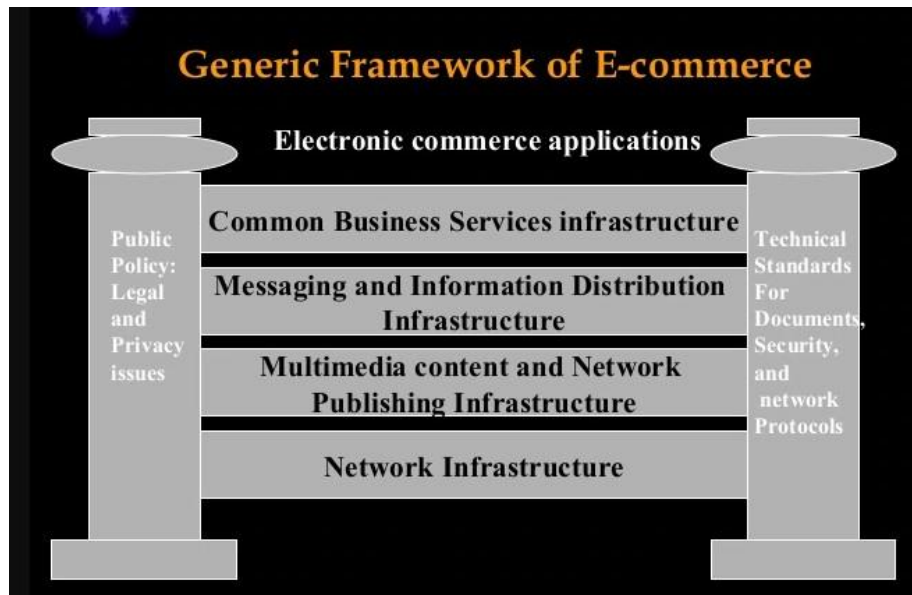 Generic Framework of E-commerce
Electronic commerce applications
Public
Policy:
Legal
and
Privacy
issues
Common Business Services infrastructure
Messaging and Information Distribution
Infrastructure
Multimedia content and Network
Publishing Infrastructure
Network Infrastructure
Technical
Standards
For
Documents,
Security,
and
network
Protocols